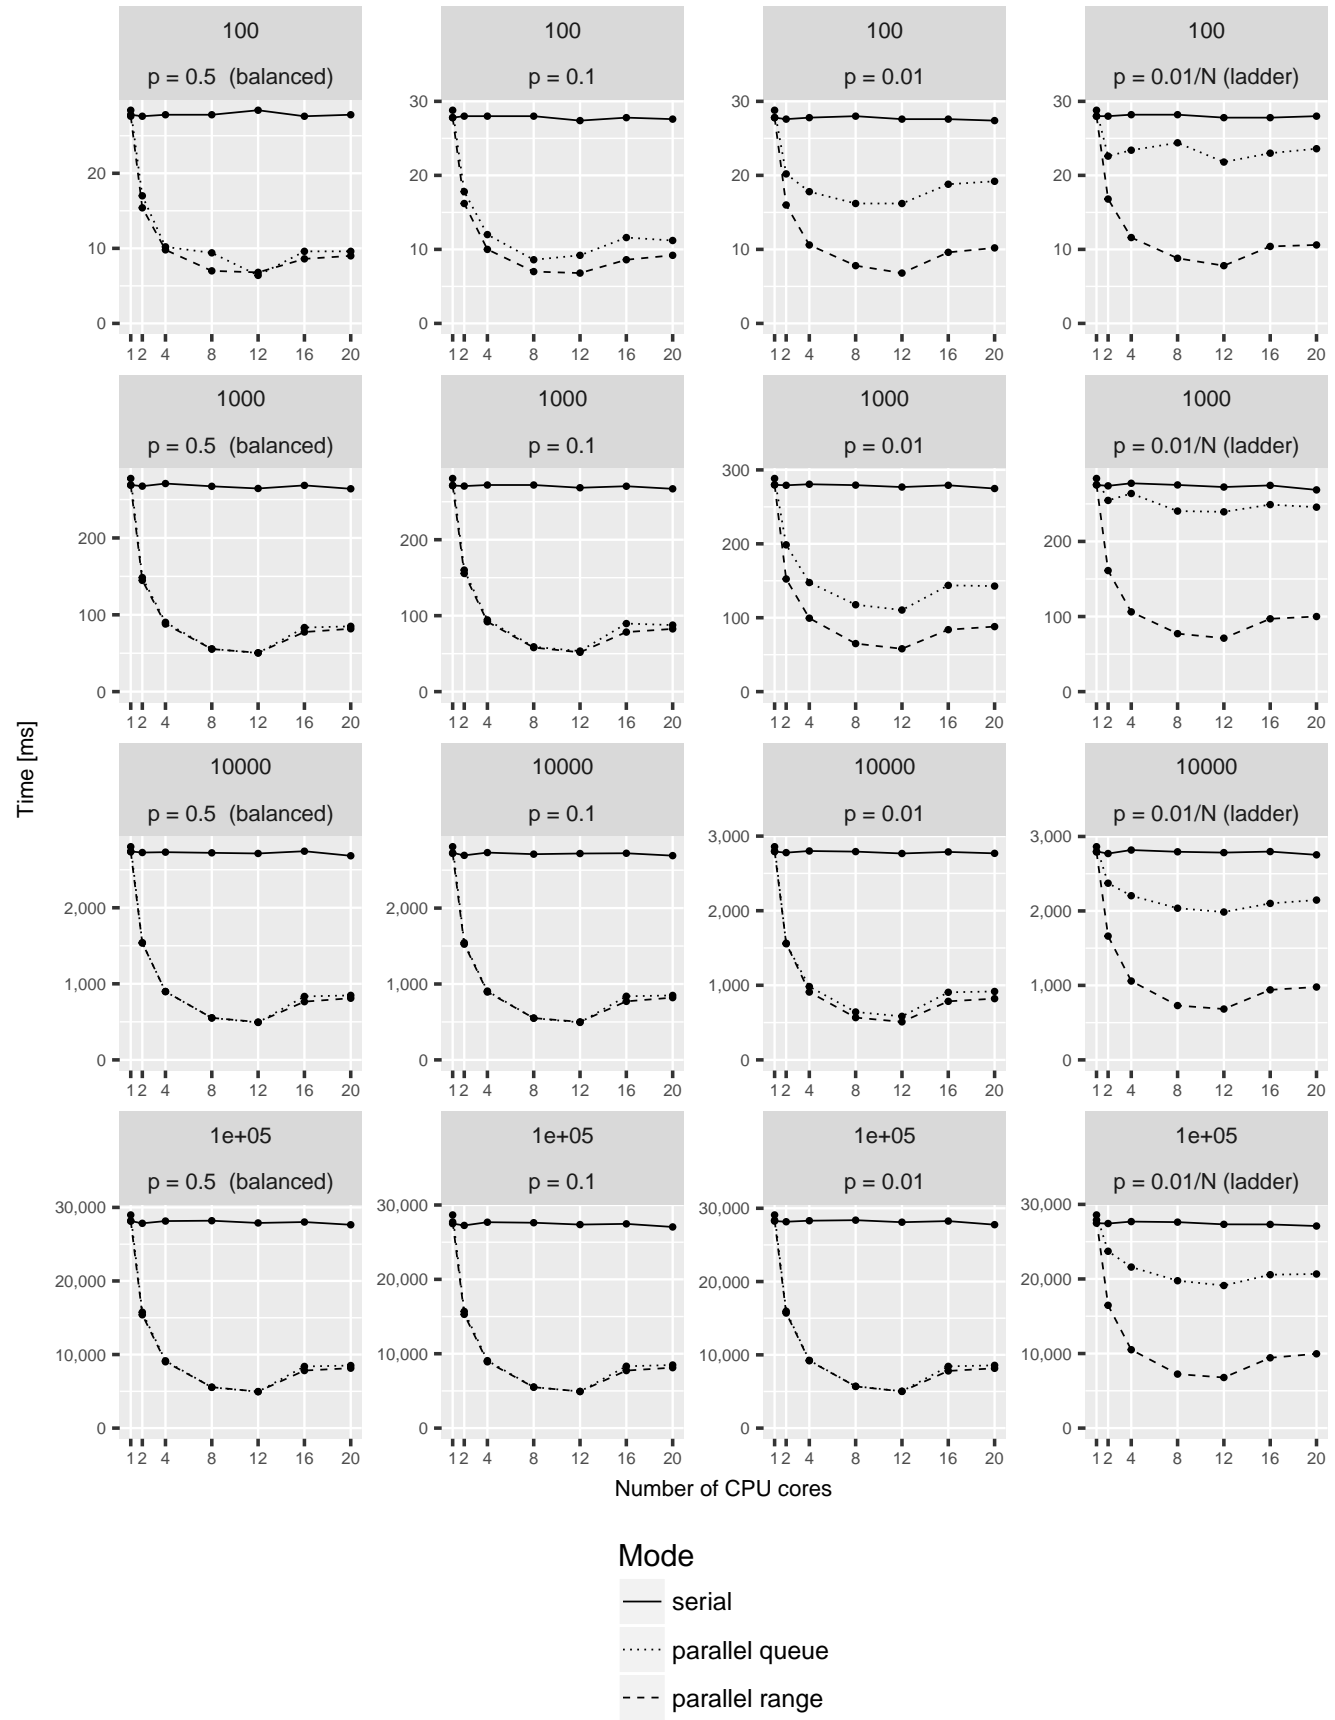 100 100 100 100
p = 0.5 (balanced) p = 0.1 p = 0.01 p = 0.01/N (ladder)
30 30 30
20 20 20 20
10 10 10 10
0 0 0 0
1 2 4 8 12 16 20 1 2 4 8 12 16 20 1 2 4 8 12 16 20 1 2 4 8 12 16 20
1000 1000 1000 1000
p = 0.5 (balanced) p = 0.1 p = 0.01 p = 0.01/N (ladder)
300
200 200 200 200
100 100 100 100
0 0 0 0
1 2 4 8 12 16 20 1 2 4 8 12 16 20 1 2 4 8 12 16 20 1 2 4 8 12 16 20
Time [ms]
10000 10000 10000 10000
p = 0.5 (balanced) p = 0.1 p = 0.01 p = 0.01/N (ladder)
3,000 3,000
2,000 2,000 2,000 2,000
1,000 1,000 1,000 1,000
0 0 0 0
1 2 4 8 12 16 20 1 2 4 8 12 16 20 1 2 4 8 12 16 20 1 2 4 8 12 16 20
1e+05 1e+05 1e+05 1e+05
p = 0.5 (balanced) p = 0.1 p = 0.01 p = 0.01/N (ladder)
30,000 30,000 30,000 30,000
20,000 20,000 20,000 20,000
10,000 10,000 10,000 10,000
0 0 0 0
1 2 4 8 12 16 20 1 2 4 8 12 16 20 1 2 4 8 12 16 20 1 2 4 8 12 16 20
Number of CPU cores
Mode
serial
parallel queue
parallel range